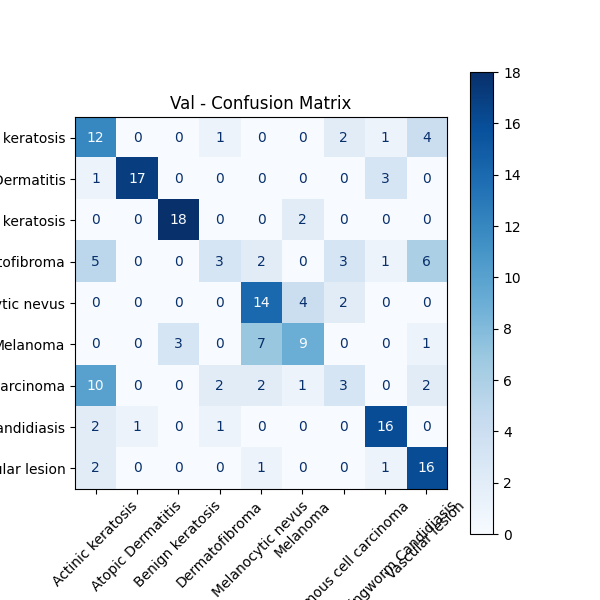 Val - Confusion Matrix
keratosis 12 0 0 1 0 0 2 1 4
Dermatitis 1 17 0 0 0 0 0 3 0
keratosis 0 0 18 0 0 2 0 0 0
tofibroma 5 0 0 3 2 0 3 1 6
ytic nevus 0 0 0 0 14 4 2 0 0
Melanoma 0 0 3 0 7 9 0 0 1
arcinoma 10 0 0 2 2 1 3 0 2
andidiasis 2 1 0 1 0 0 0 16 0
ular lesion 2 0 0 0 1 0 0 1 16
Actinic keratosis
Atopic Dermatitis
Benign keratosis
Dermatofibroma
Melanocytic nevus
Melanoma
mous cell carcinoma
ngworm Candidiasis
Vascular lesion
18
16
14
12
10
8
6
4
2
0